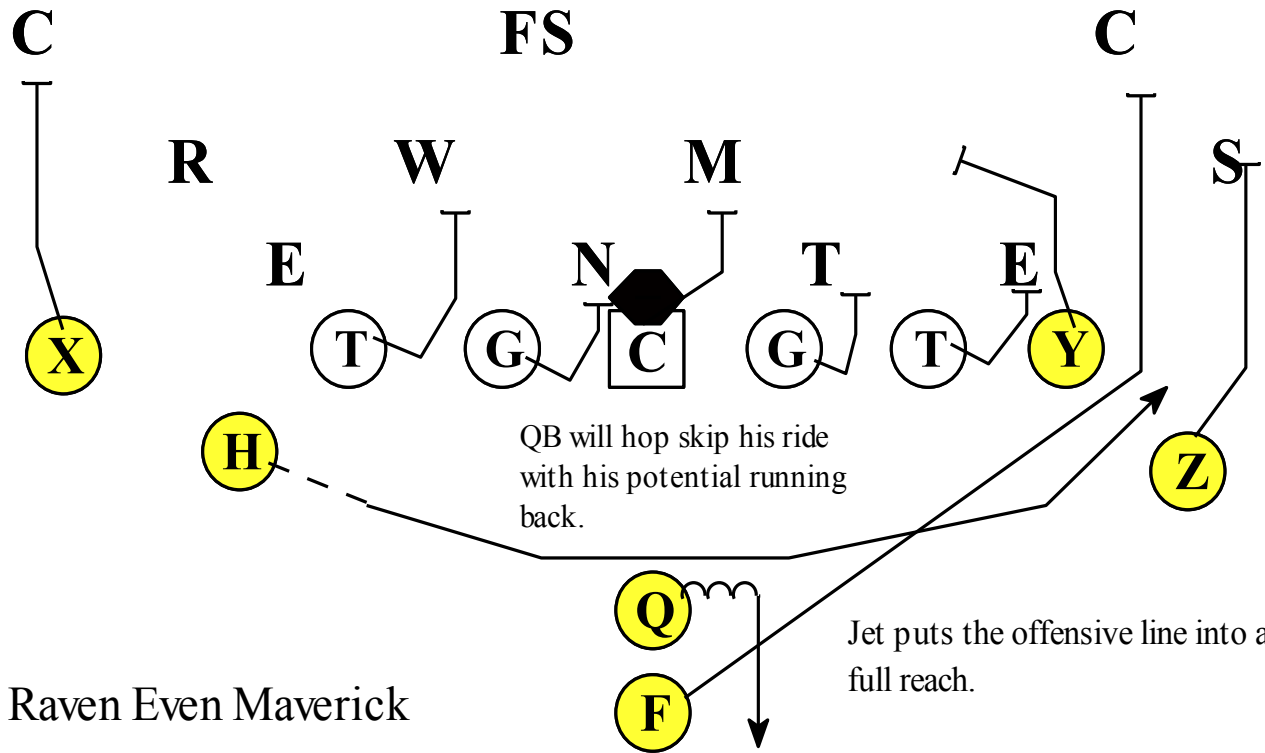 C FS C
R W M S
E N T E
X T G C G T Y
H Z
QB will hop skip his ride
with his potential running
back.
Q
Jet puts the offensive line into a
full reach.
F
Raven Even Maverick